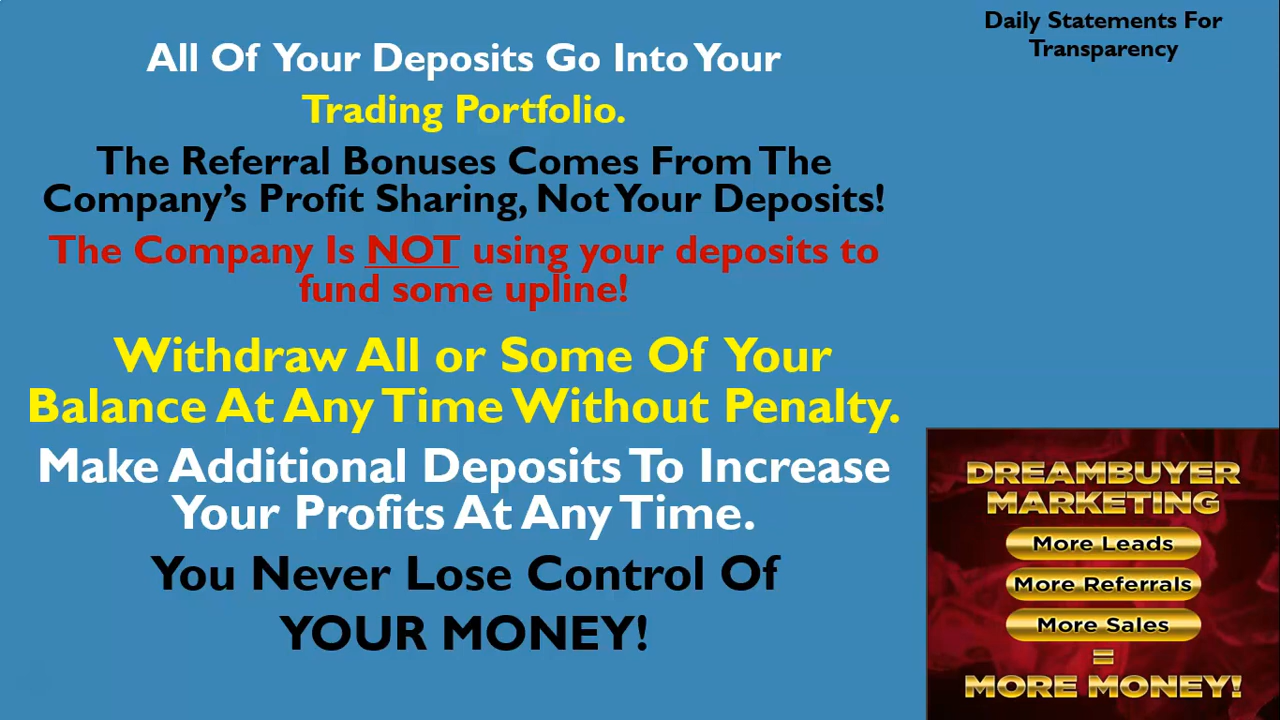 All Of Your Deposits Go Into Your
Trading Portfolio.
The Referral Bonuses Comes From The
Company's Profit Sharing, Not Your Deposits!
The Company Is NOT using your deposits to
fund some upline!
Withdraw All or Some Of Your
Balance At Any Time Without Penalty.
Make Additional Deposits To Increase
Your Profits At Any Time.
You Never Lose Control Of
YOUR MONEY!
Daily Statements For
Transparency
DREAMBUYER
MARKETING
More Leads
More Referrals
More Sales
=
MORE MONEY!